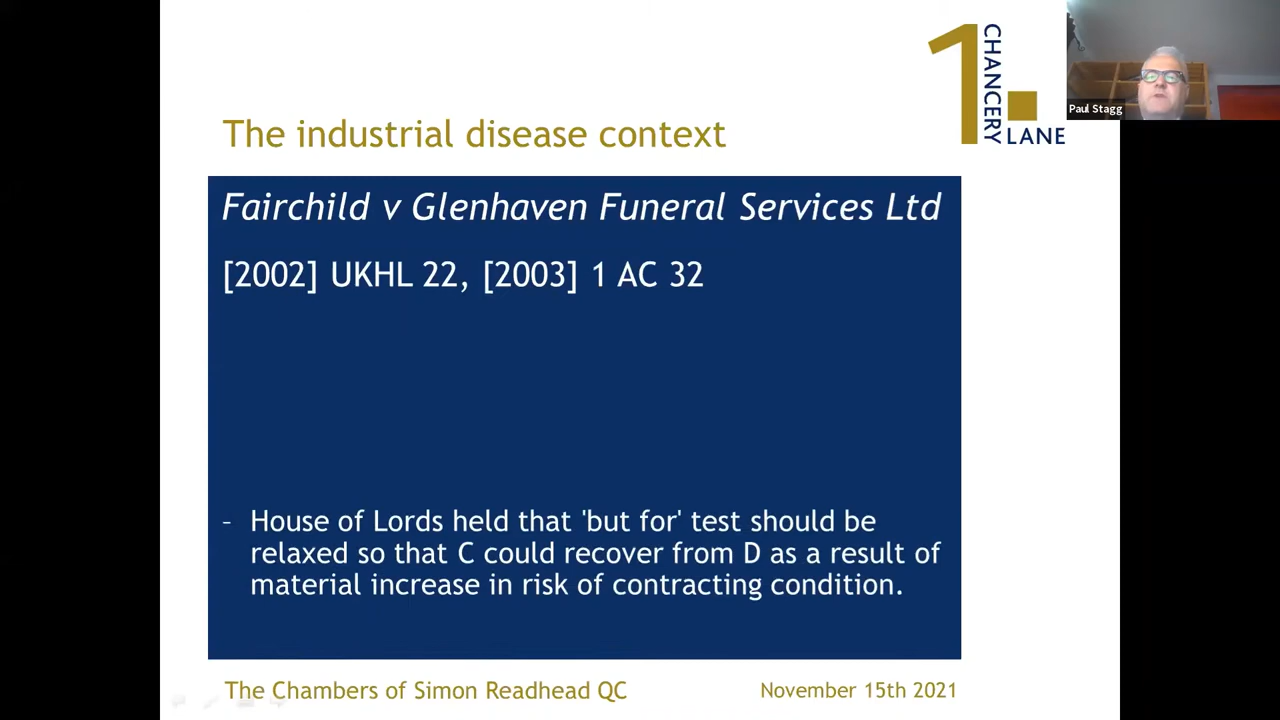 1
CHANCERY
LANE
Paul Stagg
The industrial disease context
Fairchild v Glenhaven Funeral Services Ltd
[2002] UKHL 22, [2003] 1 AC 32
– House of Lords held that 'but for' test should be
relaxed so that C could recover from D as a result of
material increase in risk of contracting condition.
The Chambers of Simon Readhead QC
November 15th 2021